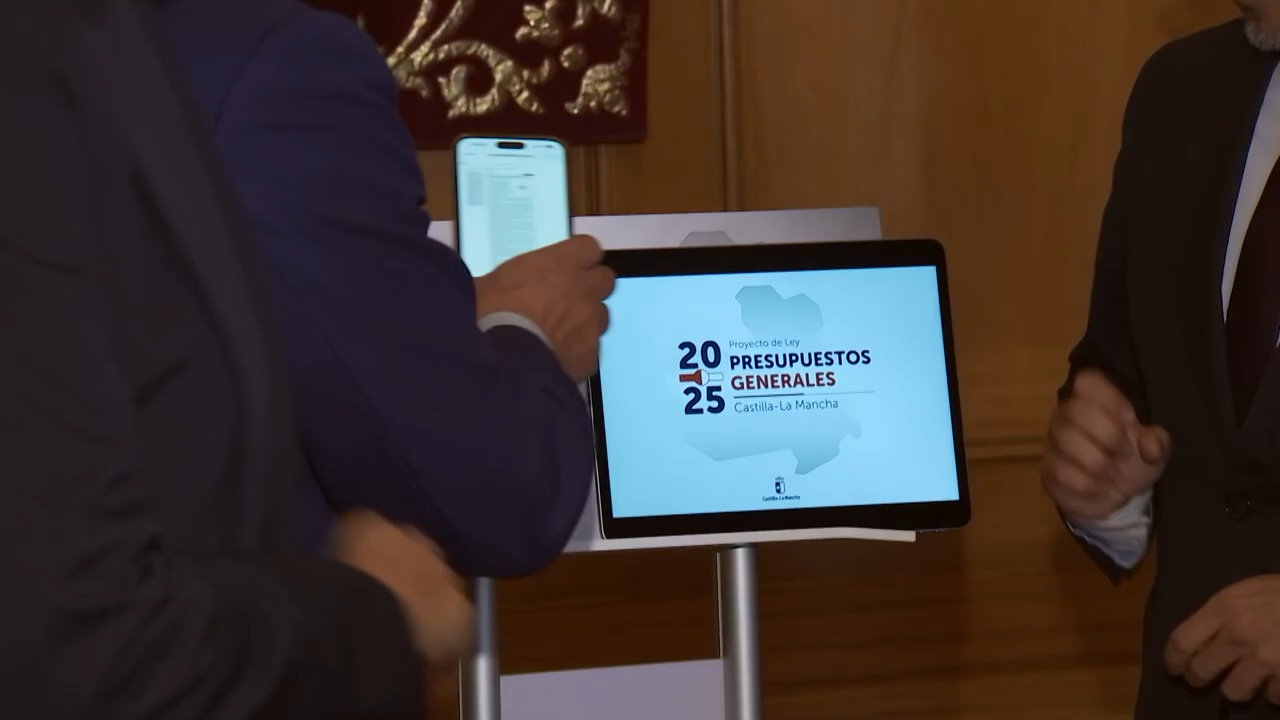 20
25
Proyecto de Ley
PRESUPUESTOS
GENERALES
Castilla-La Mancha
Castilla-La Mancha